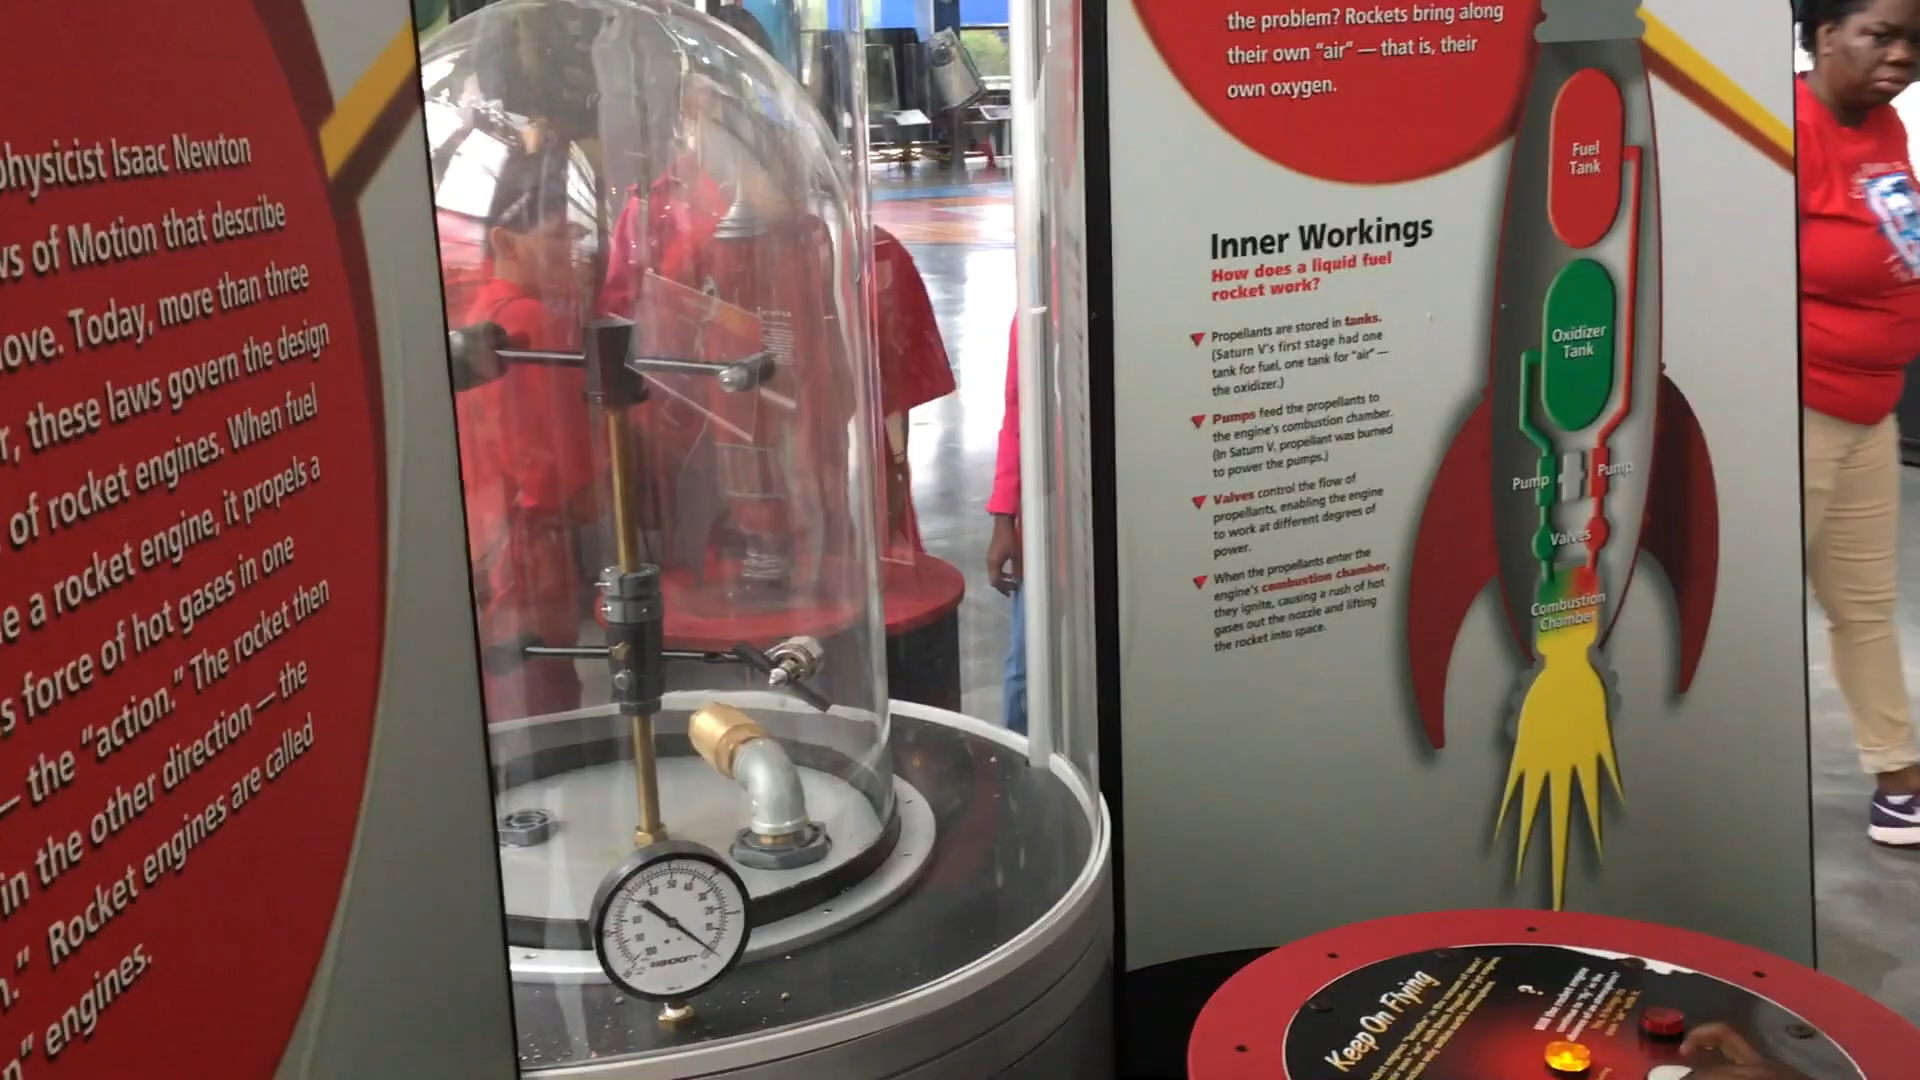 physicist Isaac Newton
ws of Motion that describe
ove. Today, more than three
r, these laws govern the design
of rocket engines. When fuel
e a rocket engine, it propels a
s force of hot gases in one
— the "action." The rocket then
in the other direction — the
n." Rocket engines are called
n" engines.
the problem? Rockets bring along
their own "air" — that is, their
own oxygen.
Inner Workings
How does a liquid fuel
rocket work?
Propellants are stored in tanks.
(Saturn V's first stage had one
tank for fuel, one tank for "air" —
the oxidizer.)
Pumps feed the propellants to
the engine's combustion chamber.
(In Saturn V, propellant was burned
to power the pumps.)
Valves control the flow of
propellants, enabling the engine
to work at different degrees of
power.
When the propellants enter the
engine's combustion chamber,
they ignite, causing a rush of hot
gases out the nozzle and lifting
the rocket into space.
Fuel
Tank
Oxidizer
Tank
Pump
Pump
Valves
Combustion
Chamber
ASHCROFT
Keep On Flying
?